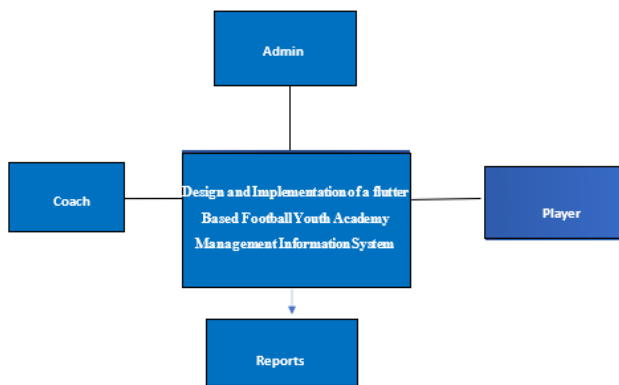 Admin
Coach
Design and Implementation of a flutter
Based Football Youth Academy
Management Information System
Player
Reports